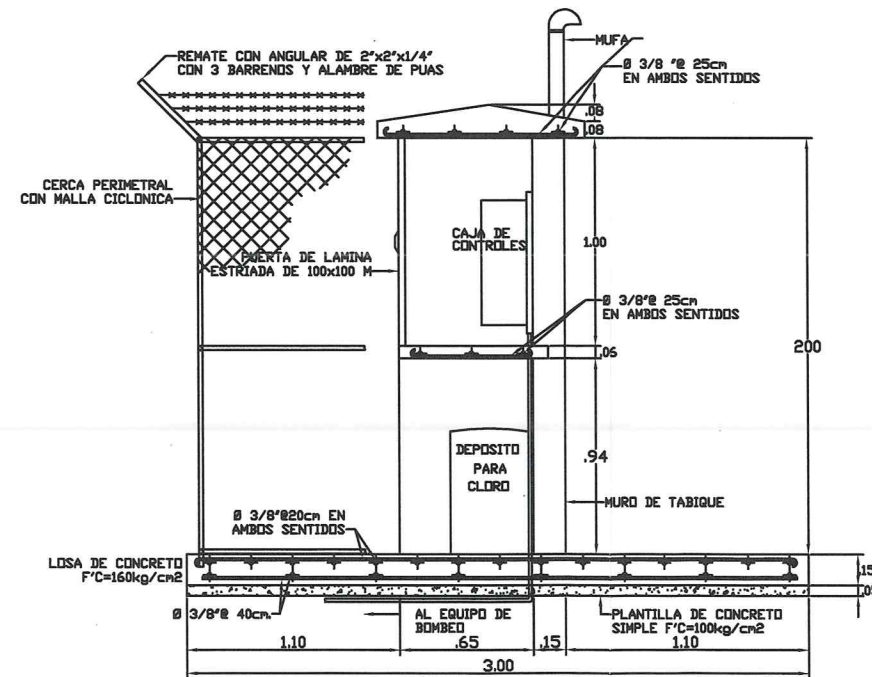 REMATE CON ANGULAR DE 2"x2"x1/4"
CON 3 BARRENOS Y ALAMBRE DE PUAS
MUFA
Ø 3/8 "@ 25cm
EN AMBOS SENTIDOS
.08
.08
CERCA PERIMETRAL
CON MALLA CICLONICA
CAJA DE
CONTROLES
1.00
PUERTA DE LAMINA
ESTRIADA DE 100x100 M
Ø 3/8"@ 25cm
EN AMBOS SENTIDOS
200
.06
DEPOSITO
PARA
CLORO
.94
MURO DE TABIQUE
Ø 3/8"@20cm EN
AMBOS SENTIDOS
LOSA DE CONCRETO
F'C=160kg/cm2
.15
.05
Ø 3/8"@ 40cm.
AL EQUIPO DE
BOMBEO
PLANTILLA DE CONCRETO
SIMPLE F'C=100kg/cm2
1.10
.65
.15
1.10
3.00